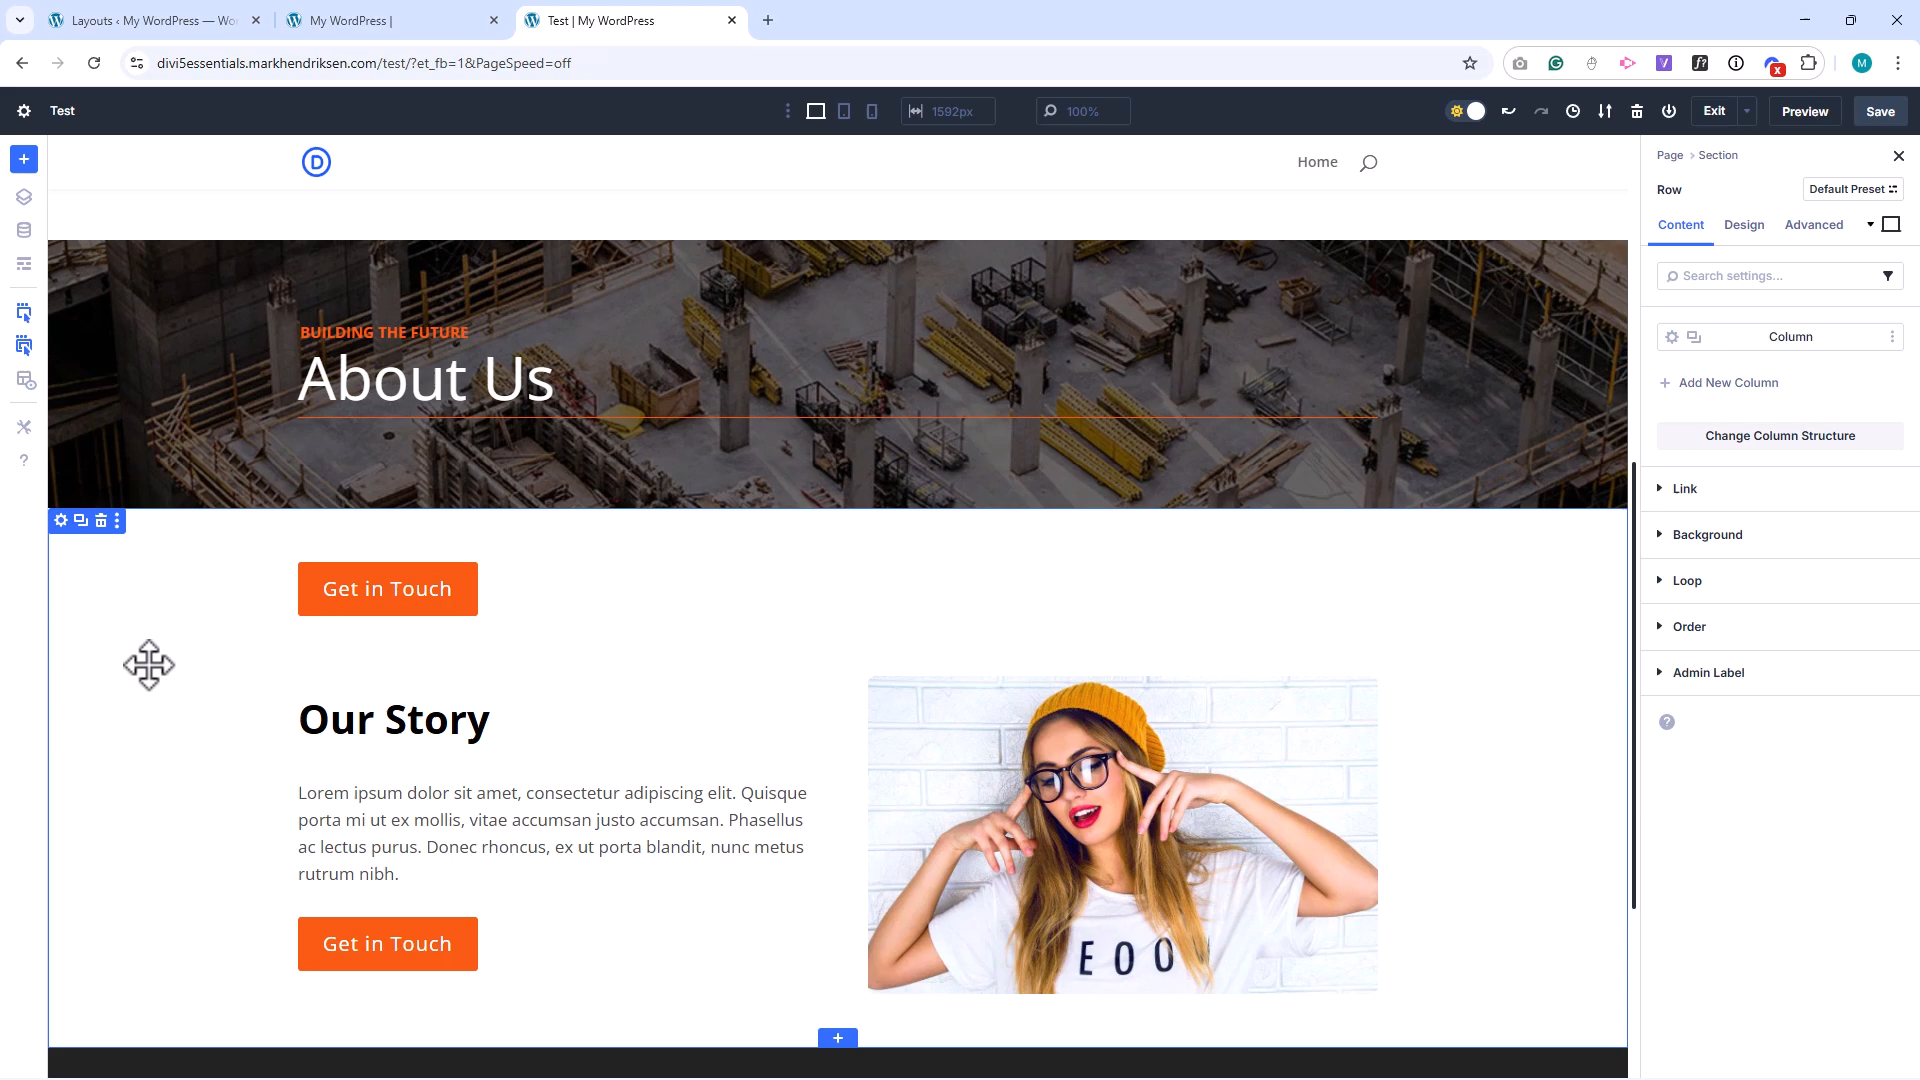 Layouts ‹ My WordPress — Wo
My WordPress |
Test | My WordPress
divi5essentials.markhendriksen.com/test/?et_fb=1&PageSpeed=off
M
Test
1592px
100%
Exit
Preview
Save
D
Home
BUILDING THE FUTURE
About Us
Get in Touch
Our Story
Lorem ipsum dolor sit amet, consectetur adipiscing elit. Quisque
porta mi ut ex mollis, vitae accumsan justo accumsan. Phasellus
ac lectus purus. Donec rhoncus, ex ut porta blandit, nunc metus
rutrum nibh.
Get in Touch
Page > Section
Row
Default Preset
Content
Design
Advanced
Search settings...
Column
Add New Column
Change Column Structure
Link
Background
Loop
Order
Admin Label